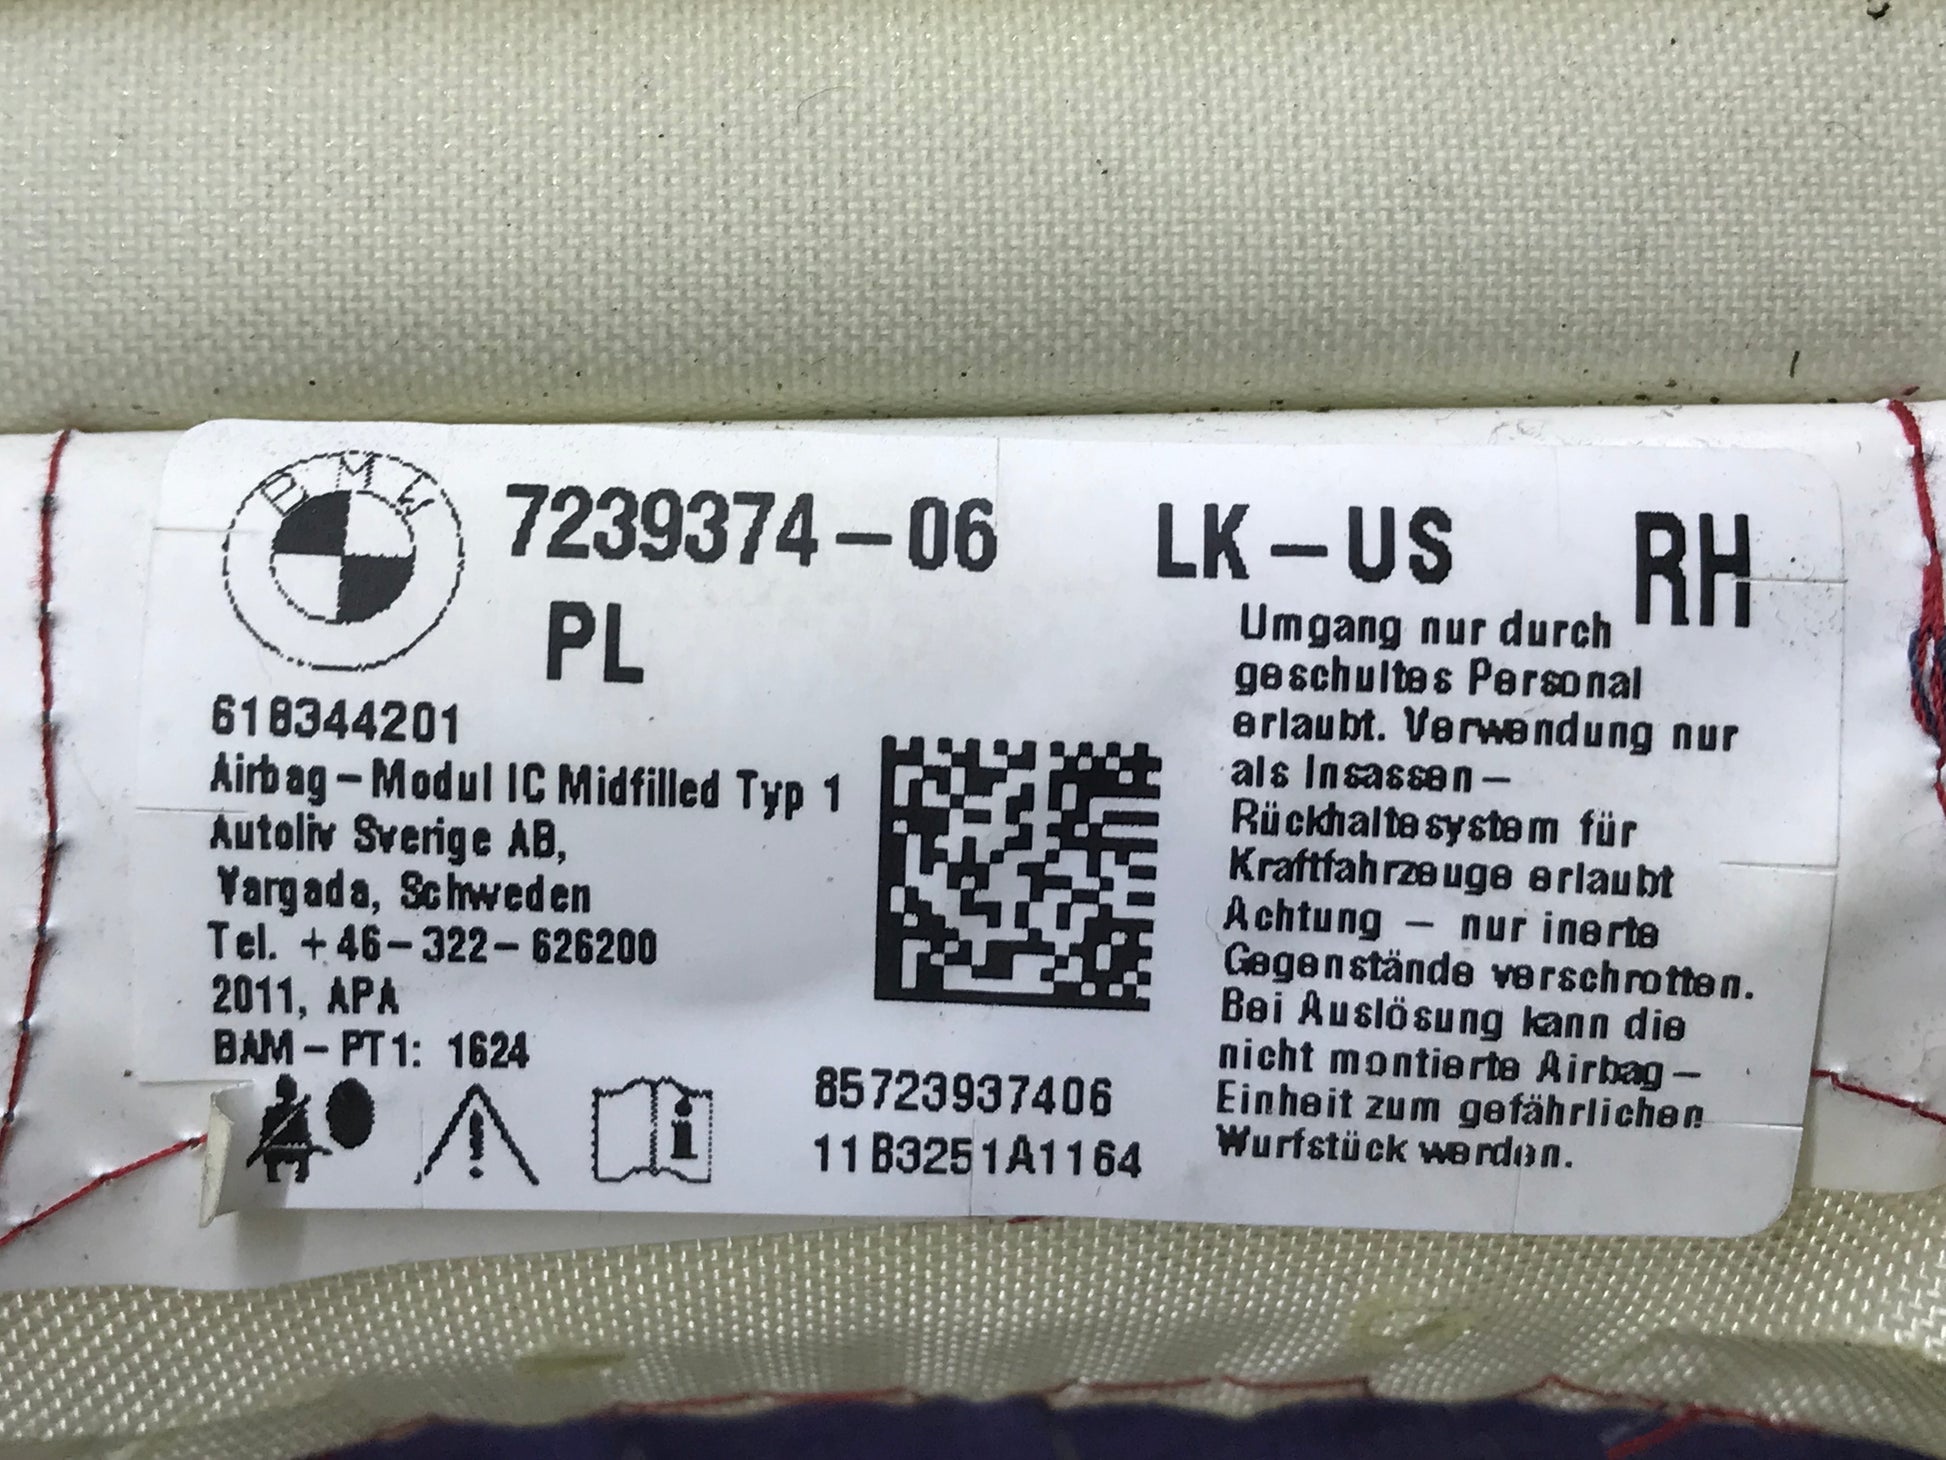 BMW
7239374-06 LK-US RH
PL
618344201
Airbag-Modul IC Midfilled Typ 1
Autoliv Sverige AB,
Vargada, Schweden
Tel. +46-322-626200
2011, APA
BAM-PT1: 1624
85723937406
11B3251A1164
Umgang nur durch
geschultes Personal
erlaubt. Verwendung nur
als Insassen-
Rückhaltesystem für
Kraftfahrzeuge erlaubt
Achtung - nur inerte
Gegenstände verschrotten.
Bei Auslösung kann die
nicht montierte Airbag-
Einheit zum gefährlichen
Wurfstück werden.